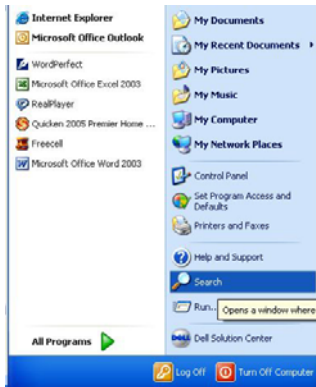 Internet Explorer
Microsoft Office Outlook
WordPerfect
Microsoft Office Excel 2003
RealPlayer
Quicken 2005 Premier Home ...
Freecell
Microsoft Office Word 2003
All Programs
My Documents
My Recent Documents
My Pictures
My Music
My Computer
My Network Places
Control Panel
Set Program Access and
Defaults
Printers and Faxes
Help and Support
Search
Run...
Opens a window where
DELL
Dell Solution Center
Log Off
Turn Off Computer